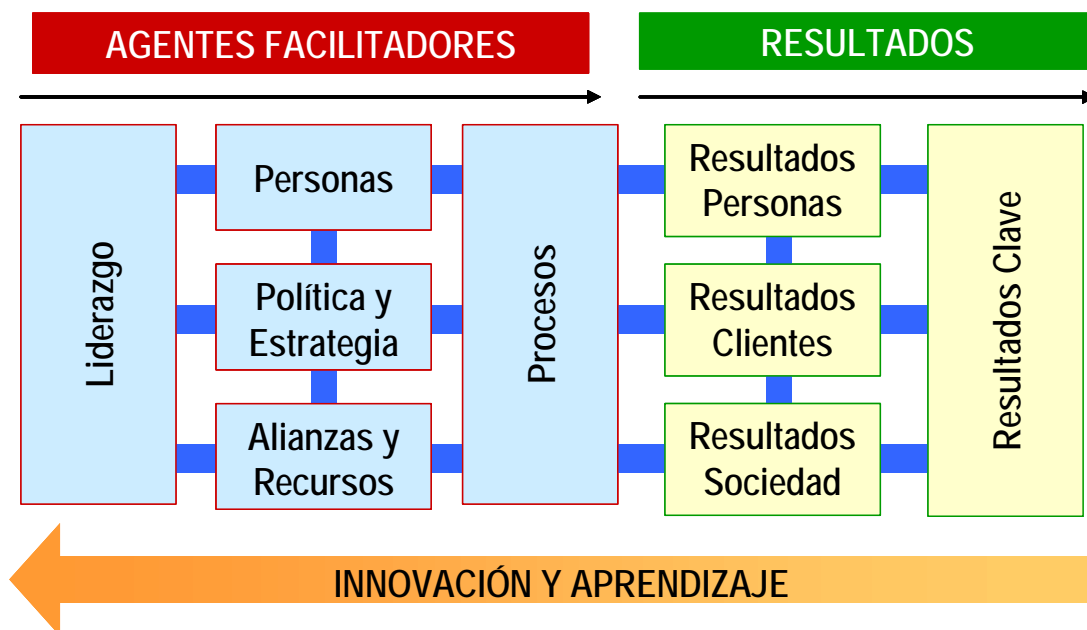 AGENTES FACILITADORES
RESULTADOS
Liderazgo
Personas
Política y
Estrategia
Alianzas y
Recursos
Procesos
Resultados
Personas
Resultados
Clientes
Resultados
Sociedad
Resultados Clave
INNOVACIÓN Y APRENDIZAJE